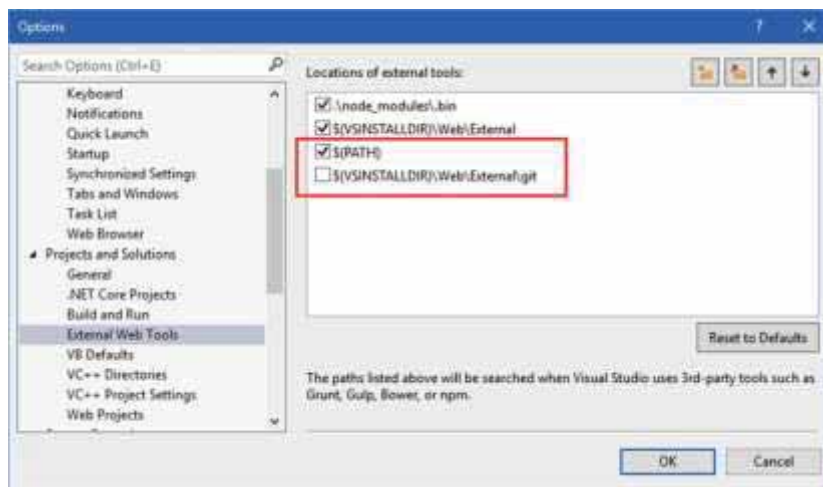 Options
Search Options (Ctrl+E)
Keyboard
Notifications
Quick Launch
Startup
Synchronized Settings
Tabs and Windows
Task List
Web Browser
Projects and Solutions
General
.NET Core Projects
Build and Run
External Web Tools
VB Defaults
VC++ Directories
VC++ Project Settings
Web Projects
Locations of external tools:
.\node_modules\.bin
$(VSINSTALLDIR)\Web\External
$(PATH)
$(VSINSTALLDIR)\Web\External\git
Reset to Defaults
The paths listed above will be searched when Visual Studio uses 3rd-party tools such as
Grunt, Gulp, Bower, or npm.
OK
Cancel